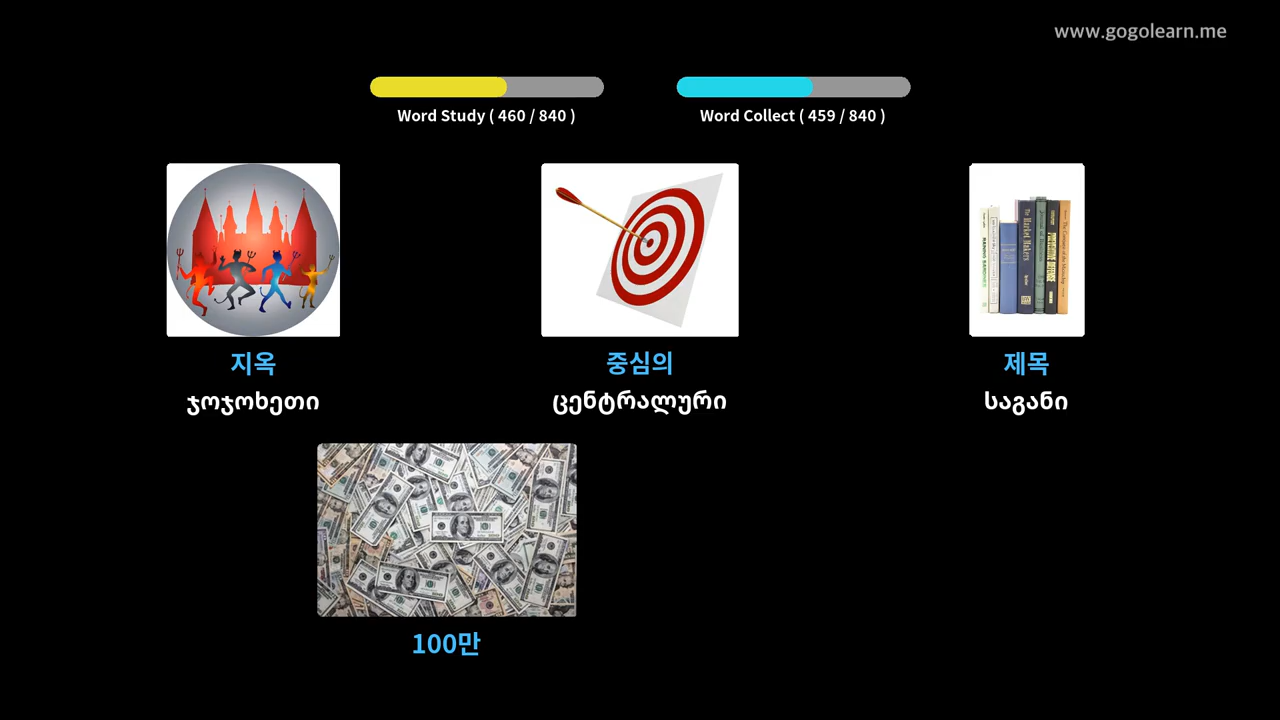 www.gogolearn.me
Word Study ( 460 / 840 )
Word Collect ( 459 / 840 )
지옥
ჯოჯოხეთი
중심의
ცენტრალური
제목
საგანი
100만